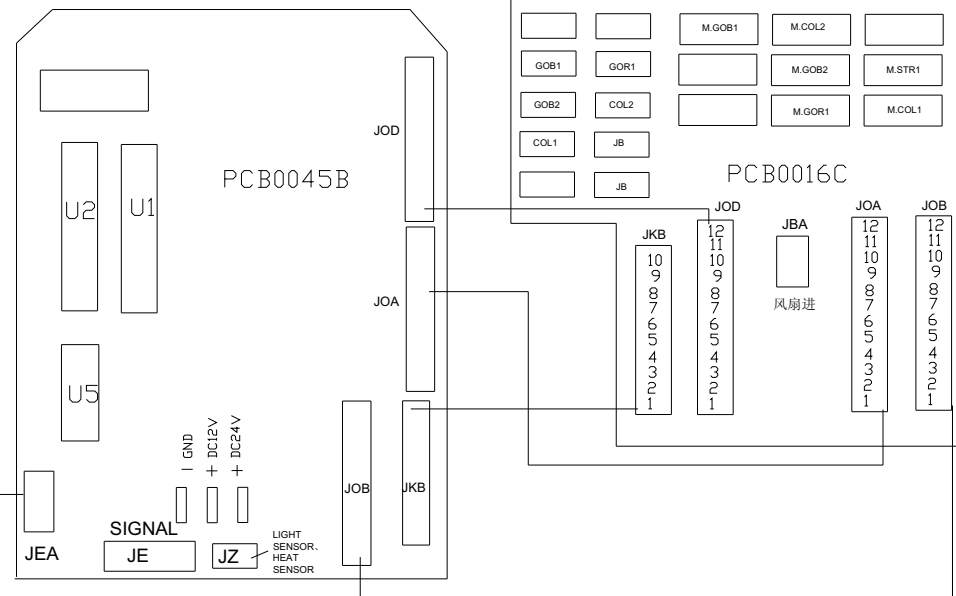 JOD
PCB0045B
U2
U1
JOA
U5
GND
DC12V
DC24V
JOB
JKB
JEA
SIGNAL
JE
JZ
LIGHT
SENSOR、
HEAT
SENSOR
M.GOB1
M.COL2
GOB1
GOR1
M.GOB2
M.STR1
GOB2
COL2
M.GOR1
M.COL1
COL1
JB
JB
PCB0016C
JKB
10
9
8
7
6
5
4
3
2
1
JOD
12
11
10
9
8
7
6
5
4
3
2
1
JBA
风扇进
JOA
12
11
10
9
8
7
6
5
4
3
2
1
JOB
12
11
10
9
8
7
6
5
4
3
2
1